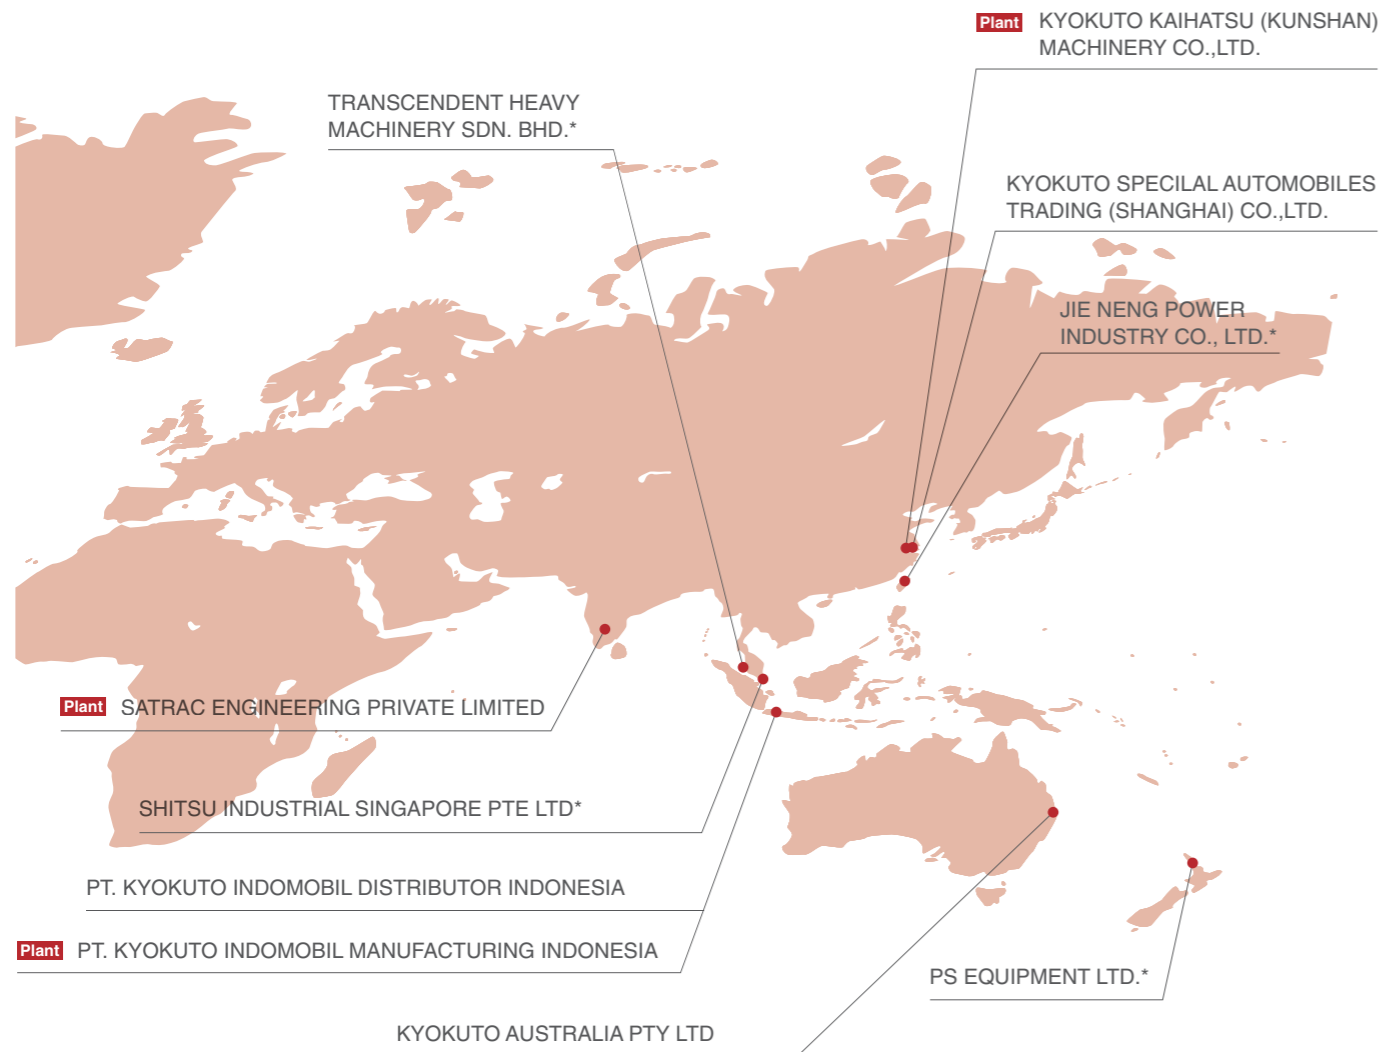 Plant KYOKUTO KAIHATSU (KUNSHAN)
MACHINERY CO.,LTD.
TRANSCENDENT HEAVY
MACHINERY SDN. BHD.*
KYOKUTO SPECILAL AUTOMOBILES
TRADING (SHANGHAI) CO.,LTD.
JIE NENG POWER
INDUSTRY CO., LTD.*
Plant SATRAC ENGINEERING PRIVATE LIMITED
SHITSU INDUSTRIAL SINGAPORE PTE LTD*
PT. KYOKUTO INDOMOBIL DISTRIBUTOR INDONESIA
Plant PT. KYOKUTO INDOMOBIL MANUFACTURING INDONESIA
PS EQUIPMENT LTD.*
KYOKUTO AUSTRALIA PTY LTD